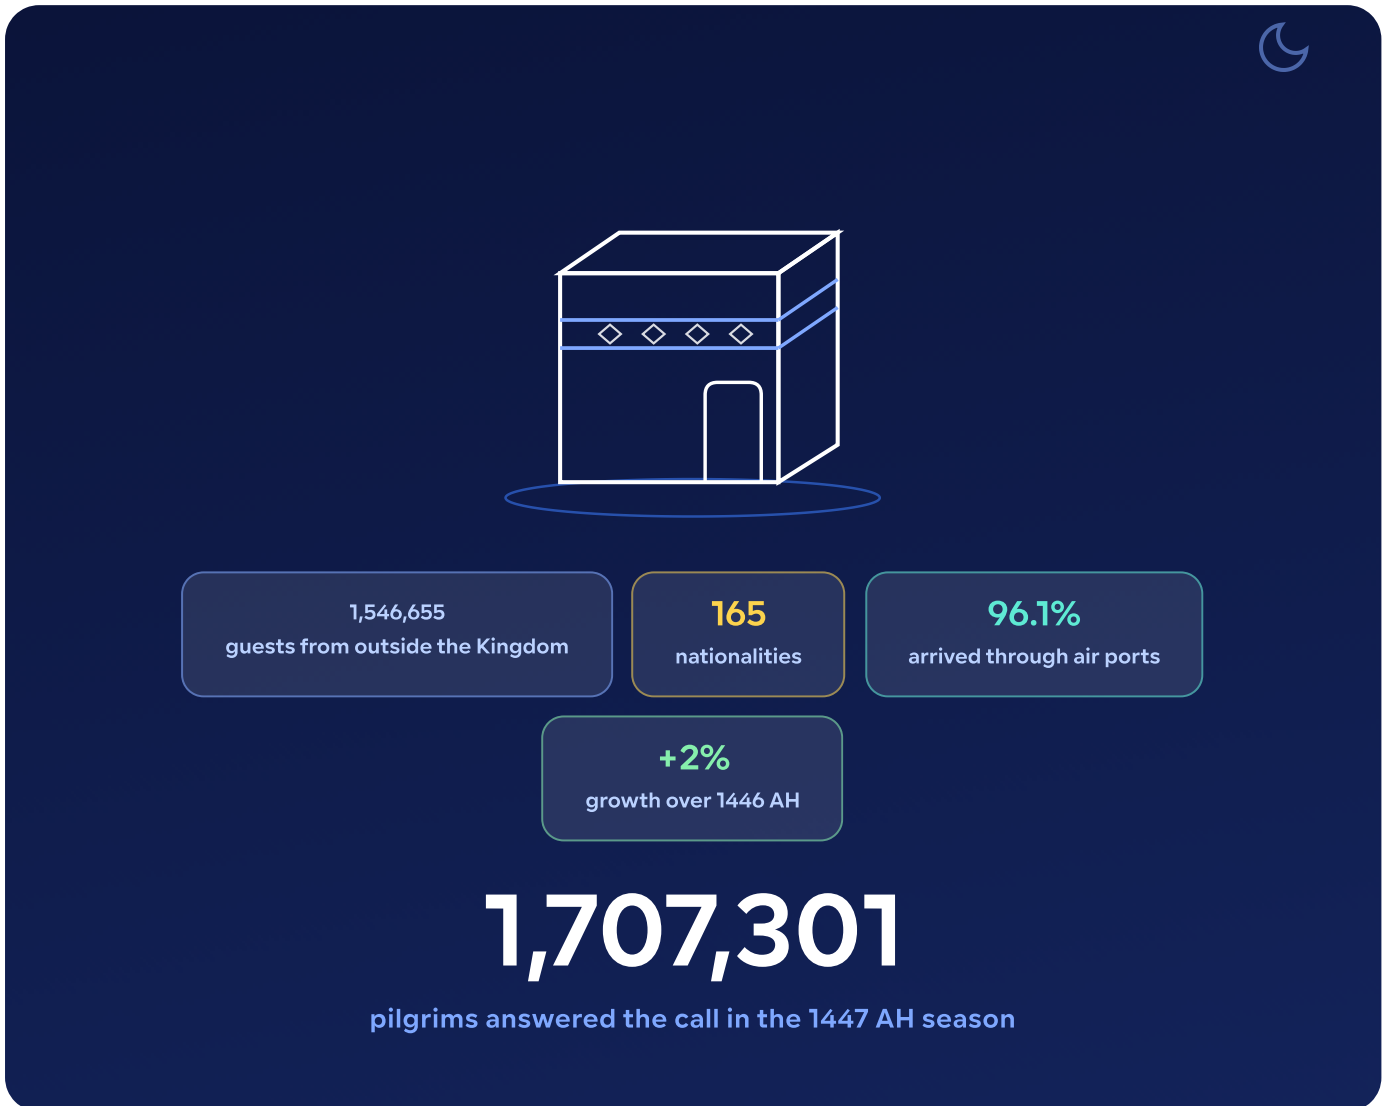 1,546,655
guests from outside the Kingdom
165
nationalities
96.1%
arrived through air ports
+2%
growth over 1446 AH
1,707,301
pilgrims answered the call in the 1447 AH season